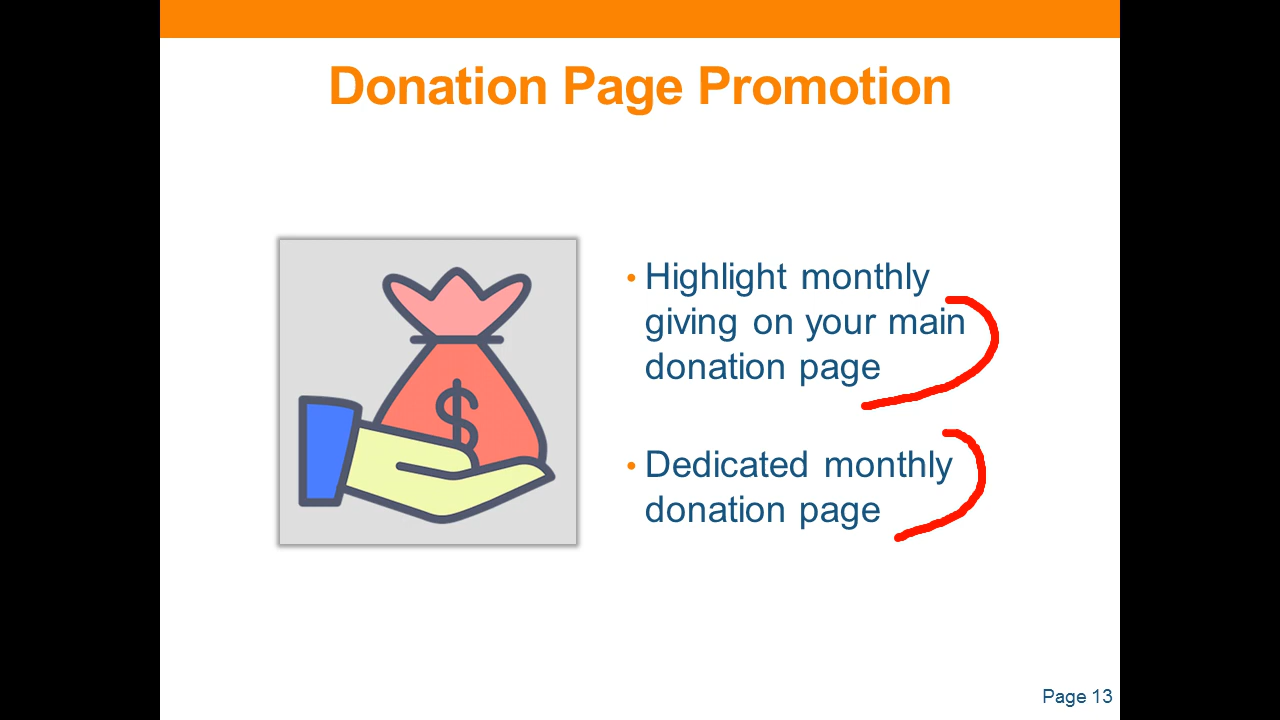 Donation Page Promotion
$
• Highlight monthly
giving on your main
donation page
• Dedicated monthly
donation page
Page 13